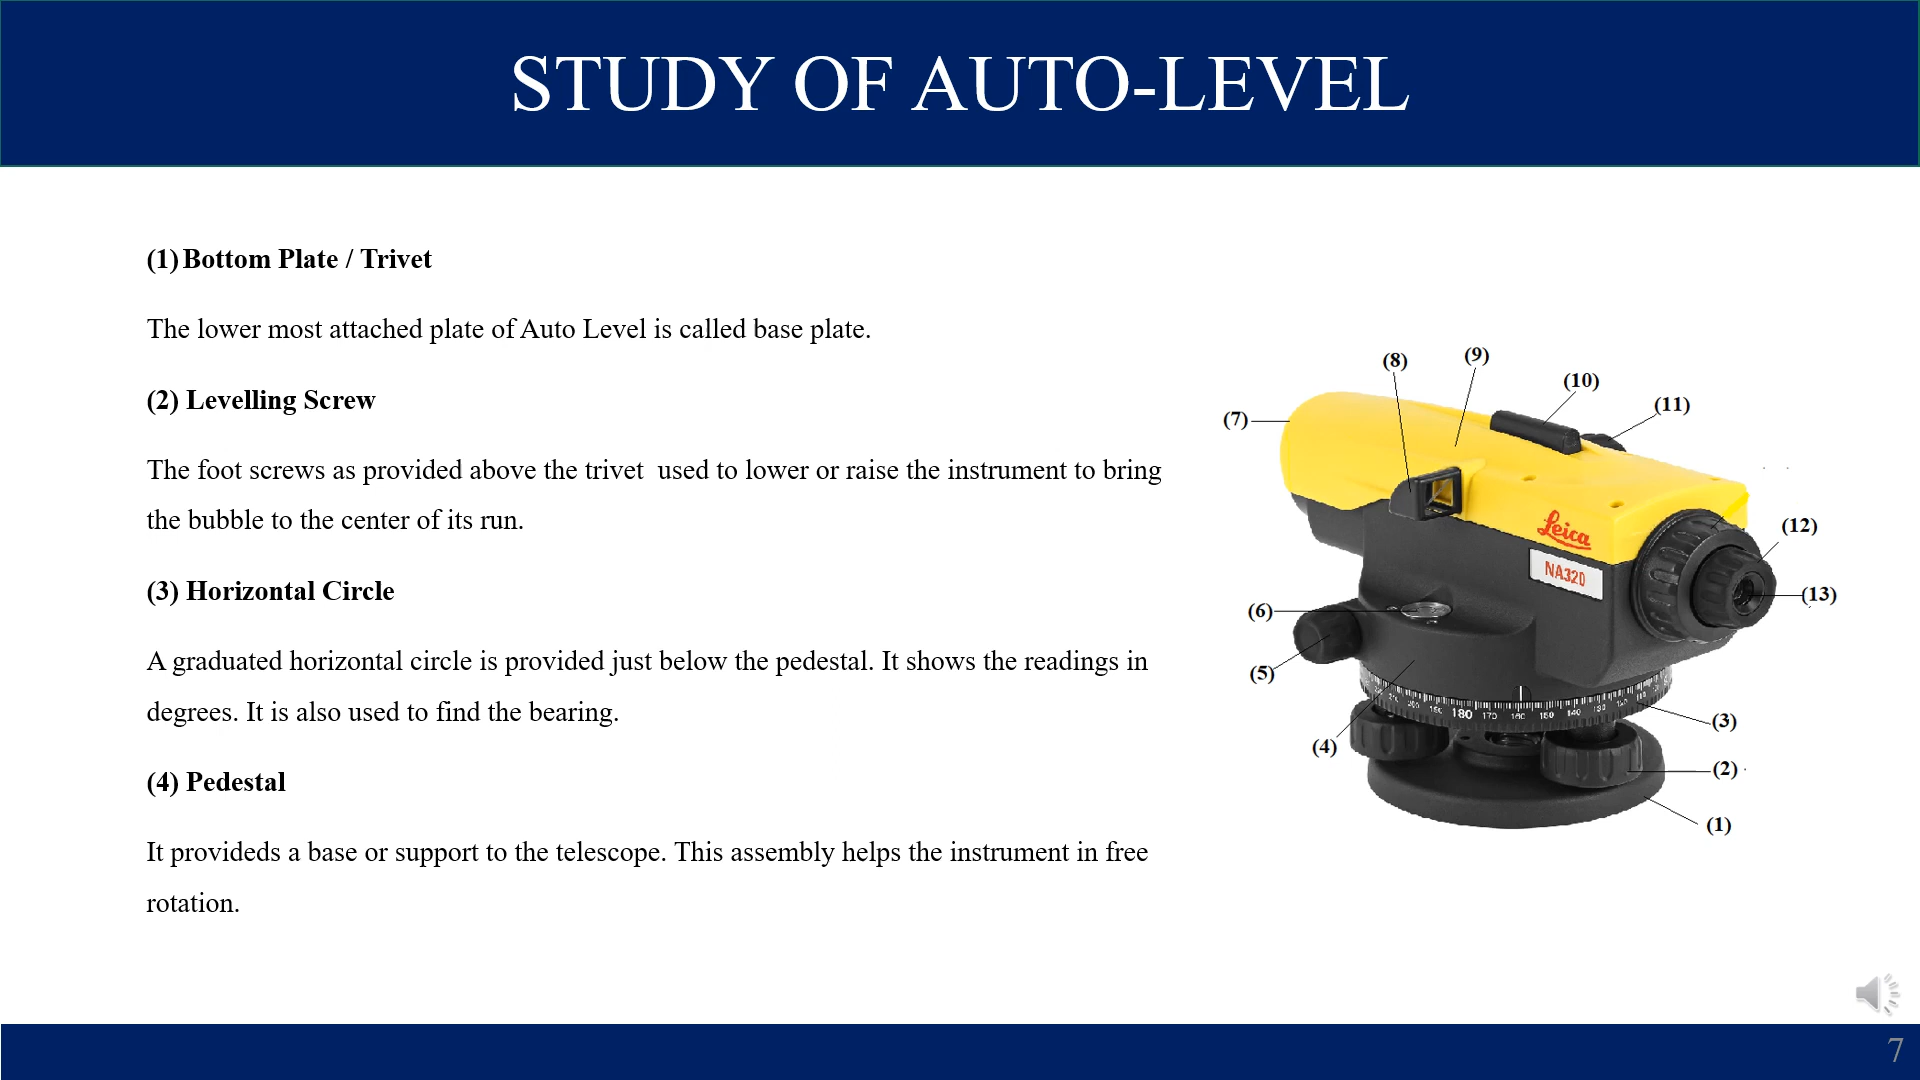 STUDY OF AUTO-LEVEL
(1) Bottom Plate / Trivet
The lower most attached plate of Auto Level is called base plate.
(2) Levelling Screw
The foot screws as provided above the trivet  used to lower or raise the instrument to bring
the bubble to the center of its run.
(3) Horizontal Circle
A graduated horizontal circle is provided just below the pedestal. It shows the readings in
degrees. It is also used to find the bearing.
(4) Pedestal
It provideds a base or support to the telescope. This assembly helps the instrument in free
rotation.
(8)
(9)
(10)
(11)
(7)
Leica
NA320
(12)
(13)
(6)
(5)
180 170 160 150 140 130
(4)
(3)
(2)
(1)
7